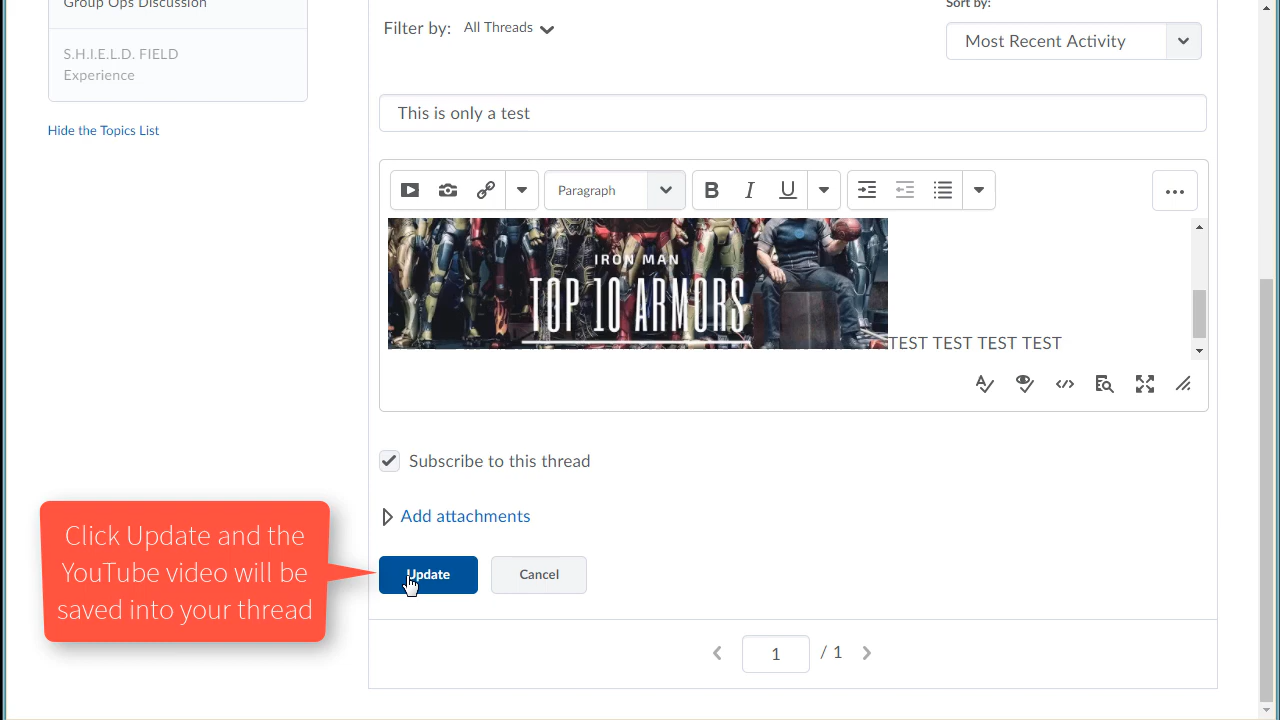 Group Ops Discussion
S.H.I.E.L.D. FIELD
Experience
Hide the Topics List
Filter by: All Threads
Sort by:
Most Recent Activity
This is only a test
Paragraph
B I U
IRON MAN
TOP 10 ARMORS
TEST TEST TEST TEST
Subscribe to this thread
Add attachments
Update
Cancel
Click Update and the
YouTube video will be
saved into your thread
1 / 1